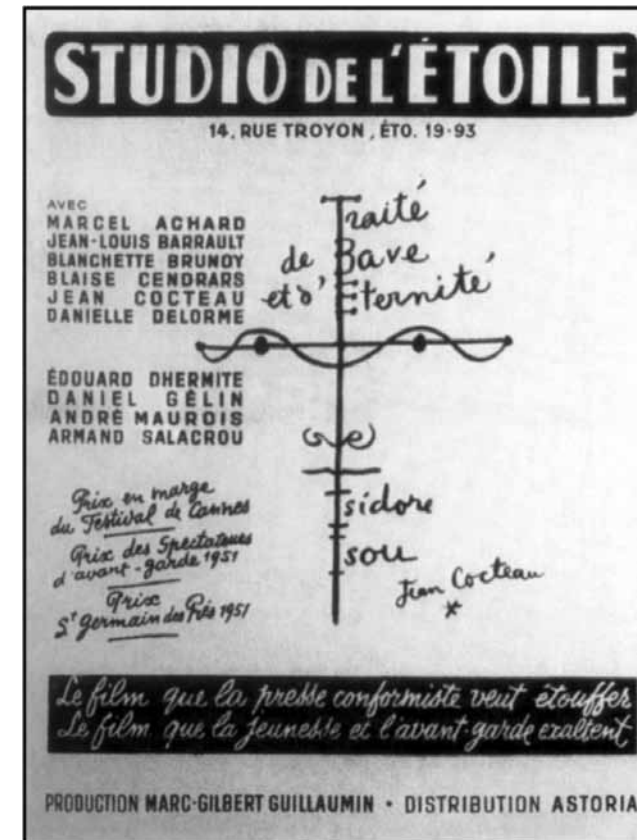 STUDIO DE L'ÉTOILE
14, RUE TROYON, ÉTO. 19-93
AVEC
MARCEL ACHARD
JEAN-LOUIS BARRAULT
BLANCHETTE BRUNOY
BLAISE CENDRARS
JEAN COCTEAU
DANIELLE DELORME
ÉDOUARD DHERMITE
DANIEL GÉLIN
ANDRÉ MAUROIS
ARMAND SALACROU
Traité
de Bave
et d'Éternité
Isidore
Isou
Jean Cocteau
Prix en marge
du Festival de Cannes
Prix des Spectateurs
d'avant-garde 1951
Prix
St Germain des Prés 1951
Le film que la presse conformiste veut étouffer
Le film que la jeunesse et l'avant-garde exaltent
PRODUCTION MARC-GILBERT GUILLAUMIN • DISTRIBUTION ASTORIA